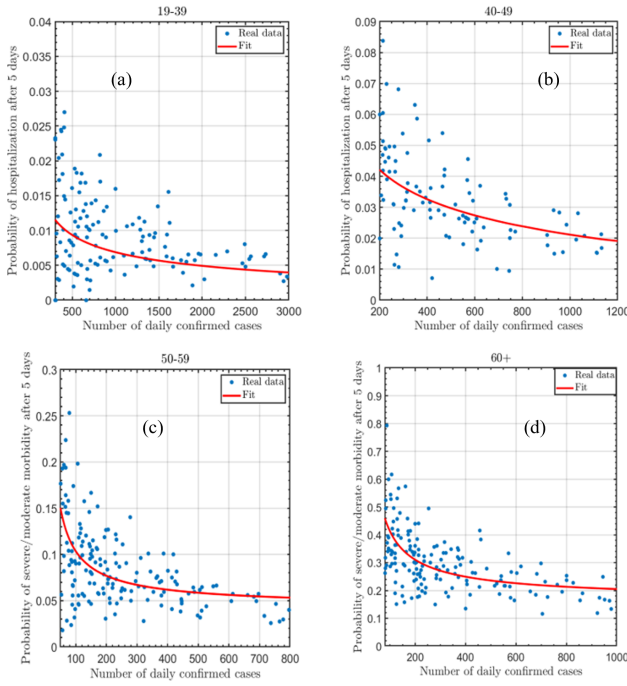 19-39
0.04
0.035
0.03
0.025
0.02
0.015
0.01
0.005
0
500 1000 1500 2000 2500 3000
Number of daily confirmed cases
Probability of hospitalization after 5 days
Real data
Fit
(a)
40-49
0.09
0.08
0.07
0.06
0.05
0.04
0.03
0.02
0.01
0
200 400 600 800 1000 1200
Number of daily confirmed cases
Probability of hospitalization after 5 days
Real data
Fit
(b)
50-59
0.3
0.25
0.2
0.15
0.1
0.05
0
50 100 200 300 400 500 600 700 800
Number of daily confirmed cases
Probability of severe/moderate morbidity after 5 days
Real data
Fit
(c)
60+
1
0.9
0.8
0.7
0.6
0.5
0.4
0.3
0.2
0.1
0
200 400 600 800 1000
Number of daily confirmed cases
Probability of severe/moderate morbidity after 5 days
Real data
Fit
(d)